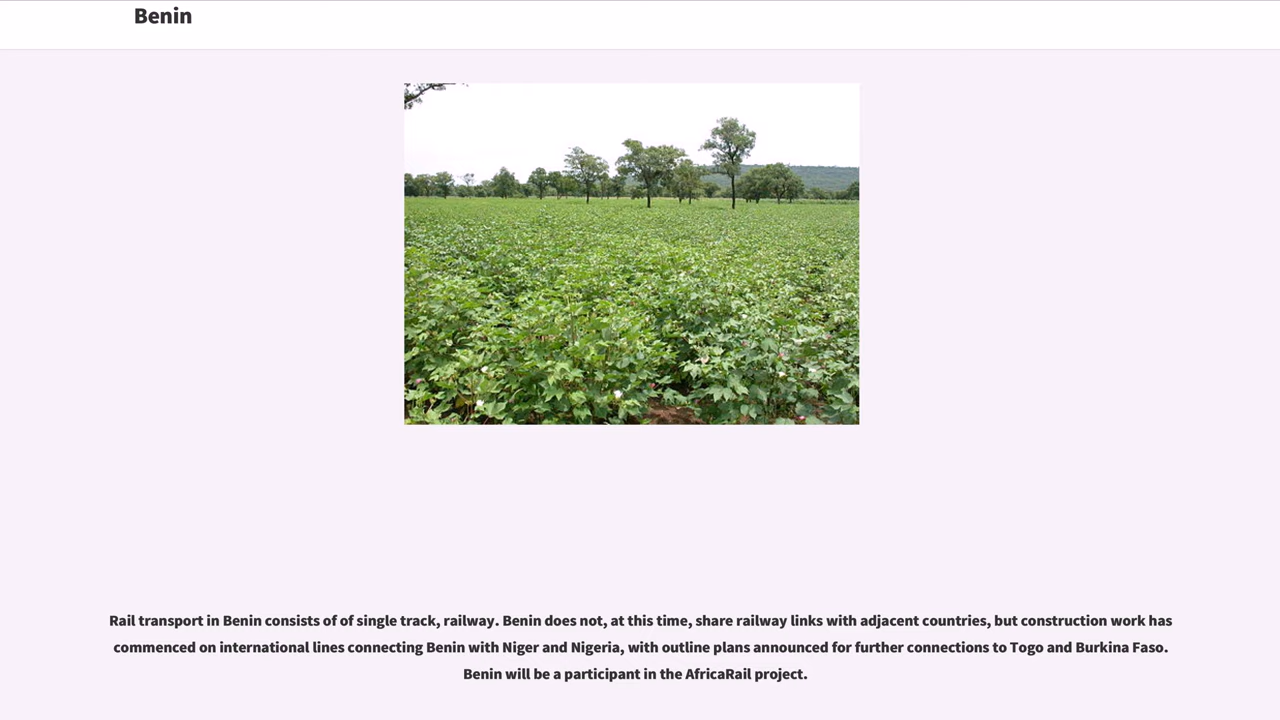 Benin
Rail transport in Benin consists of of single track, railway. Benin does not, at this time, share railway links with adjacent countries, but construction work has
commenced on international lines connecting Benin with Niger and Nigeria, with outline plans announced for further connections to Togo and Burkina Faso.
Benin will be a participant in the AfricaRail project.